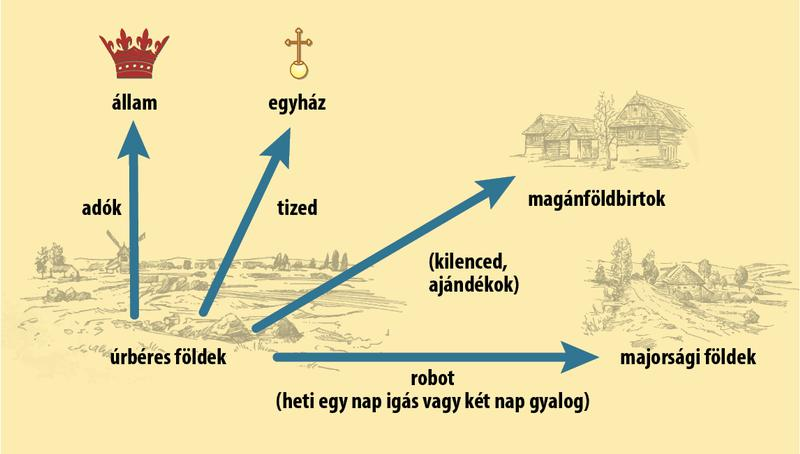 állam
egyház
adók
tized
magánföldbirtok
(kilenced,
ajándékok)
úrbéres földek
majorsági földek
robot
(heti egy nap igás vagy két nap gyalog)